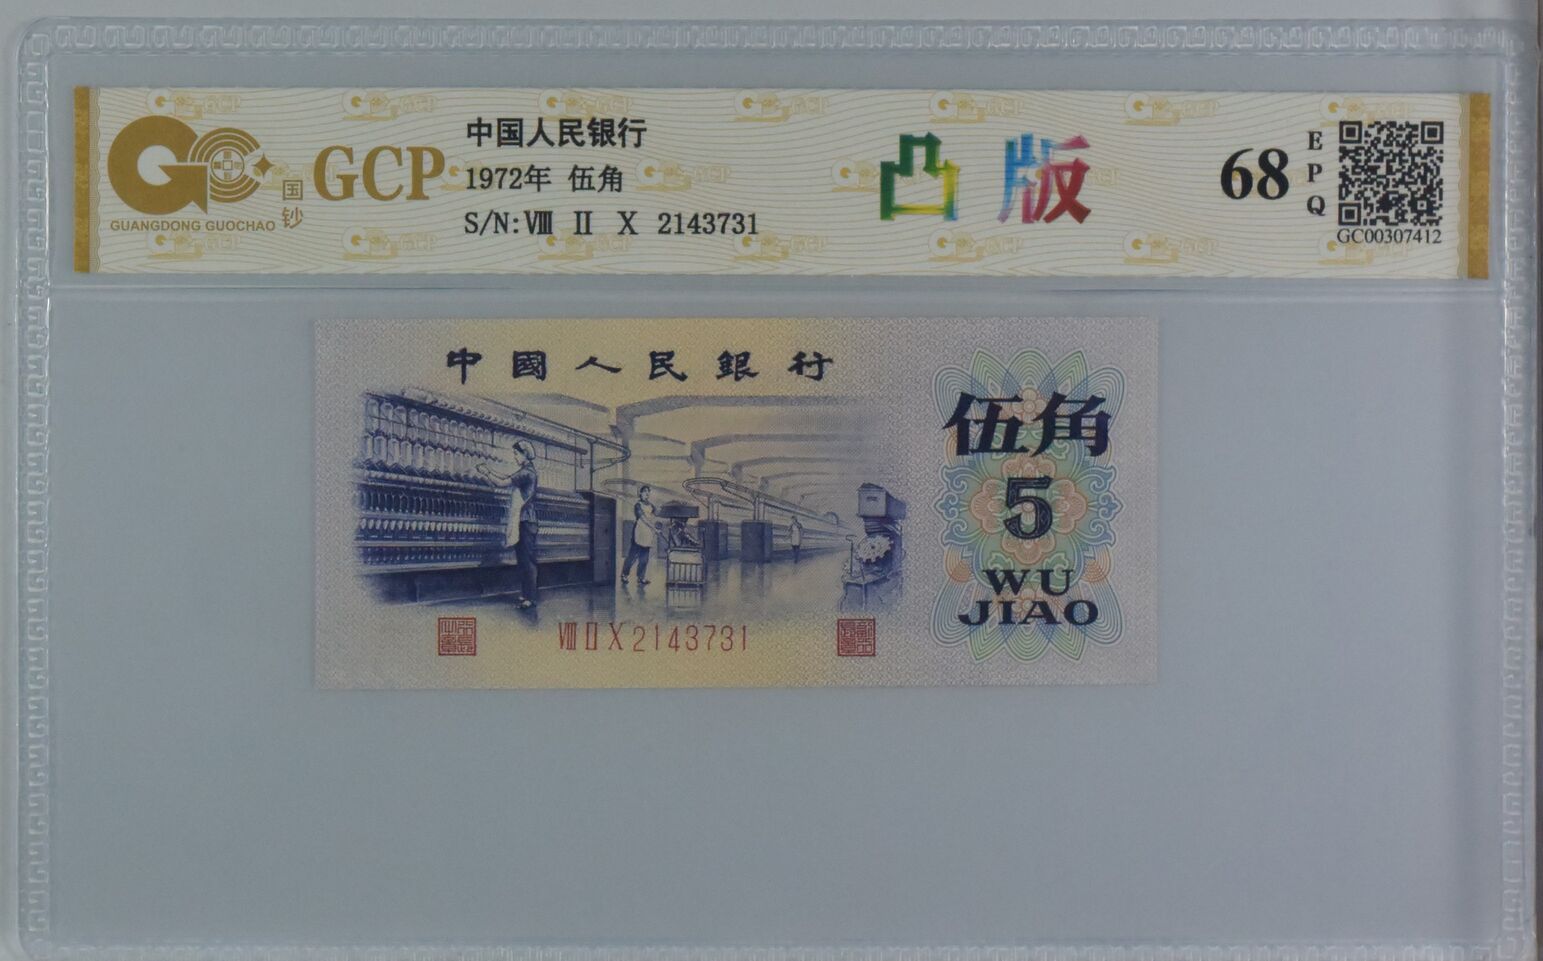 GUANGDONG GUOCHAO
国钞
GCP
中国人民银行
1972年 伍角
S/N:Ⅷ Ⅱ Ⅹ 2143731
凸版
68
EPQ
GC00307412
中國人民銀行
伍角
5
WU
JIAO
Ⅷ Ⅱ Ⅹ 2143731